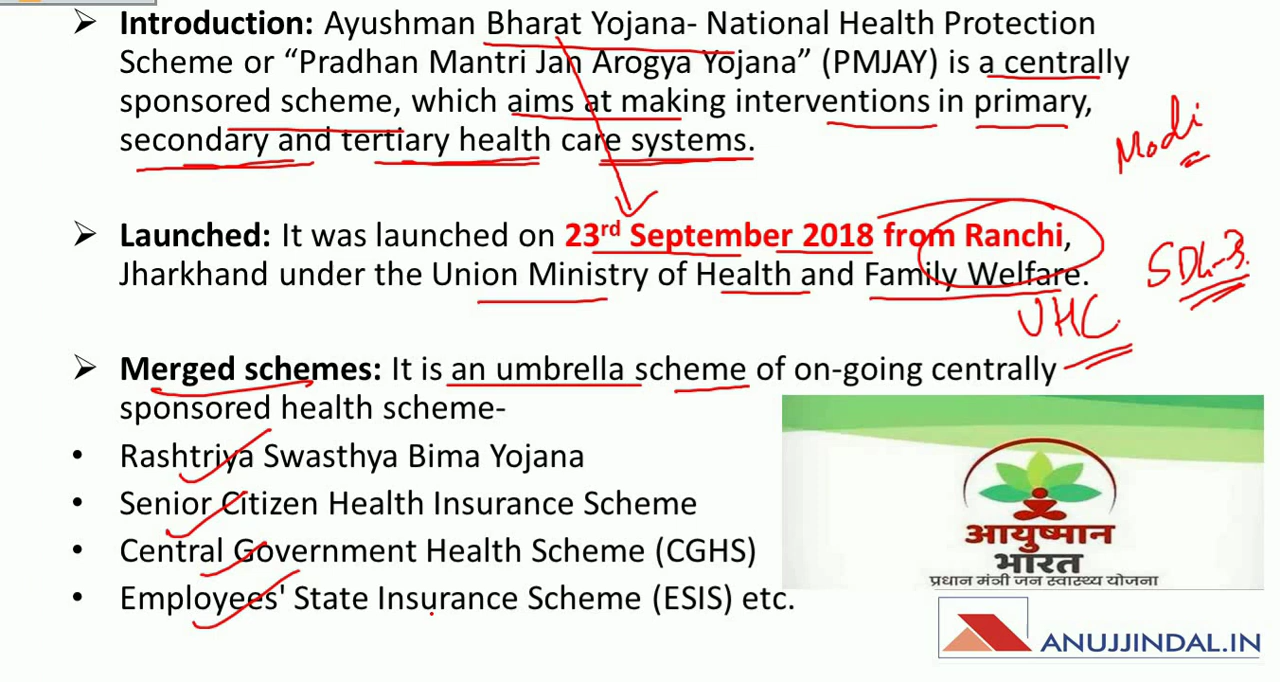 ➤ Introduction: Ayushman Bharat Yojana- National Health Protection
Scheme or “Pradhan Mantri Jan Arogya Yojana” (PMJAY) is a centrally
sponsored scheme, which aims at making interventions in primary,
secondary and tertiary health care systems.
Modi
➤ Launched: It was launched on 23rd September 2018 from Ranchi,
Jharkhand under the Union Ministry of Health and Family Welfare.
SDG-3.
UHC
➤ Merged schemes: It is an umbrella scheme of on-going centrally
sponsored health scheme-
• Rashtriya Swasthya Bima Yojana
• Senior Citizen Health Insurance Scheme
• Central Government Health Scheme (CGHS)
• Employees' State Insurance Scheme (ESIS) etc.
आयुष्मान
भारत
प्रधान मंत्री जन स्वास्थ्य योजना
ANUJJINDAL.IN